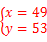 x = 49
y = 53